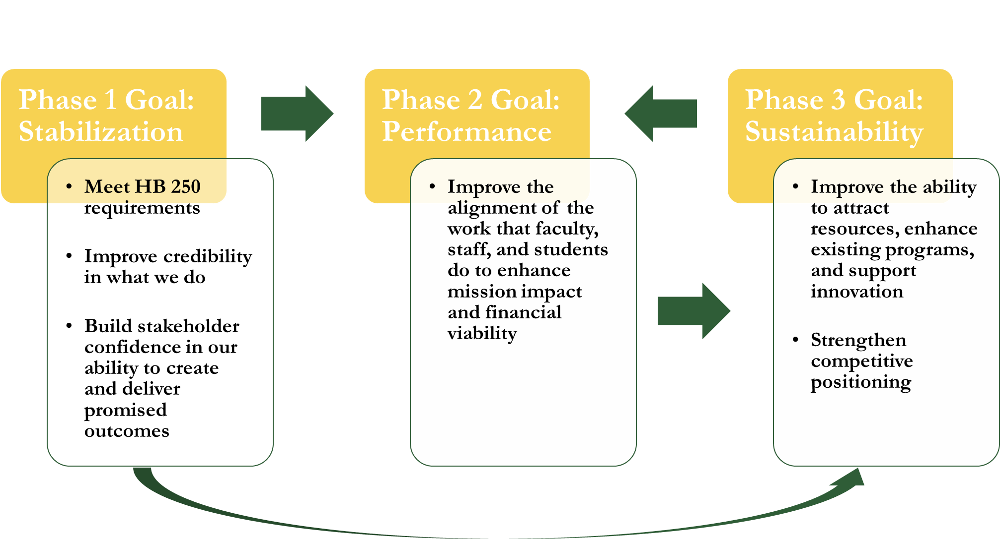 Phase 1 Goal:
Stabilization
• Meet HB 250
requirements
• Improve credibility
in what we do
• Build stakeholder
confidence in our
ability to create
and deliver
promised
outcomes
Phase 2 Goal:
Performance
• Improve the
alignment of the
work that faculty,
staff, and students
do to enhance
mission impact
and financial
viability
Phase 3 Goal:
Sustainability
• Improve the ability
to attract
resources, enhance
existing programs,
and support
innovation
• Strengthen
competitive
positioning